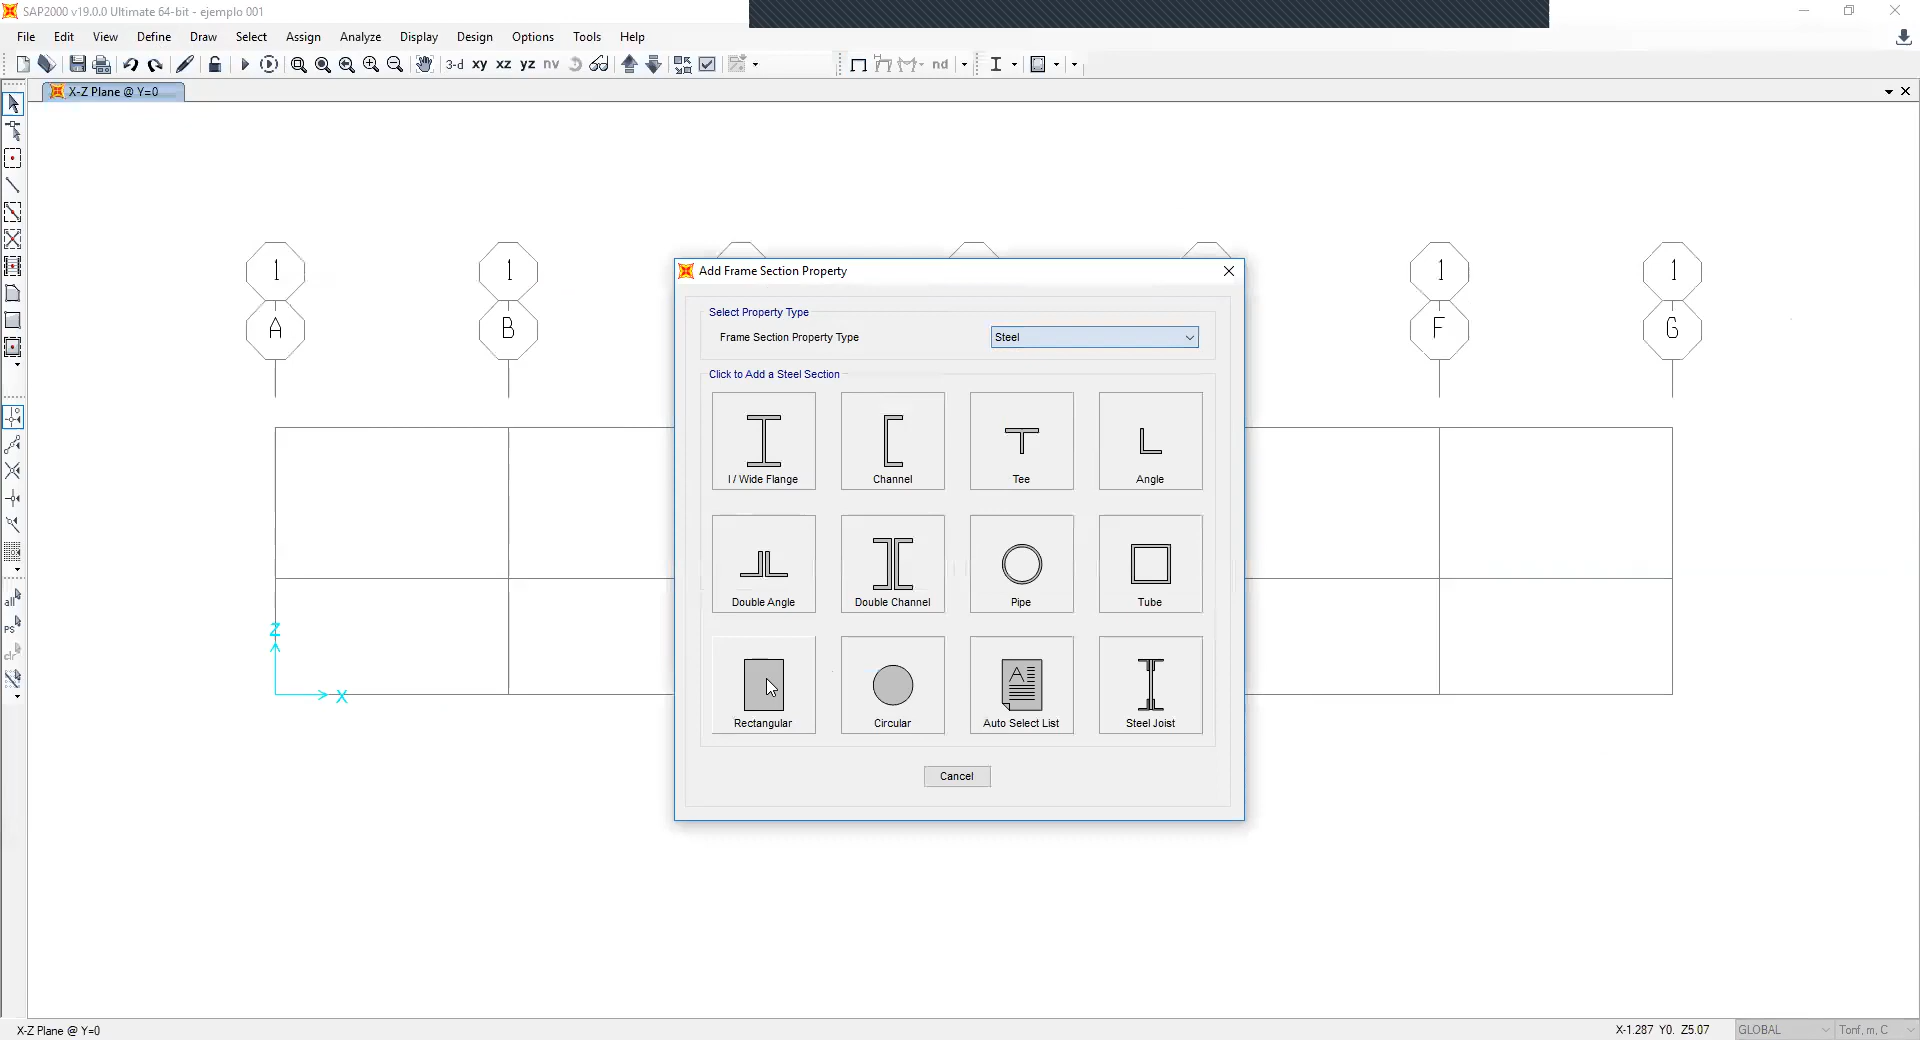 SAP2000 v19.0.0 Ultimate 64-bit - ejemplo 001
File Edit View Define Draw Select Assign Analyze Display Design Options Tools Help
3-d xy xz yz nv nd
X-Z Plane @ Y=0
1 1 1 1
A B F G
Add Frame Section Property
Select Property Type
Frame Section Property Type Steel
Click to Add a Steel Section
I / Wide Flange Channel Tee Angle
Double Angle Double Channel Pipe Tube
A
Rectangular Circular Auto Select List Steel Joist
Cancel
Z
X
all
PS
clr
X-Z Plane @ Y=0 X-1.287 Y0. Z5.07 GLOBAL Tonf, m, C